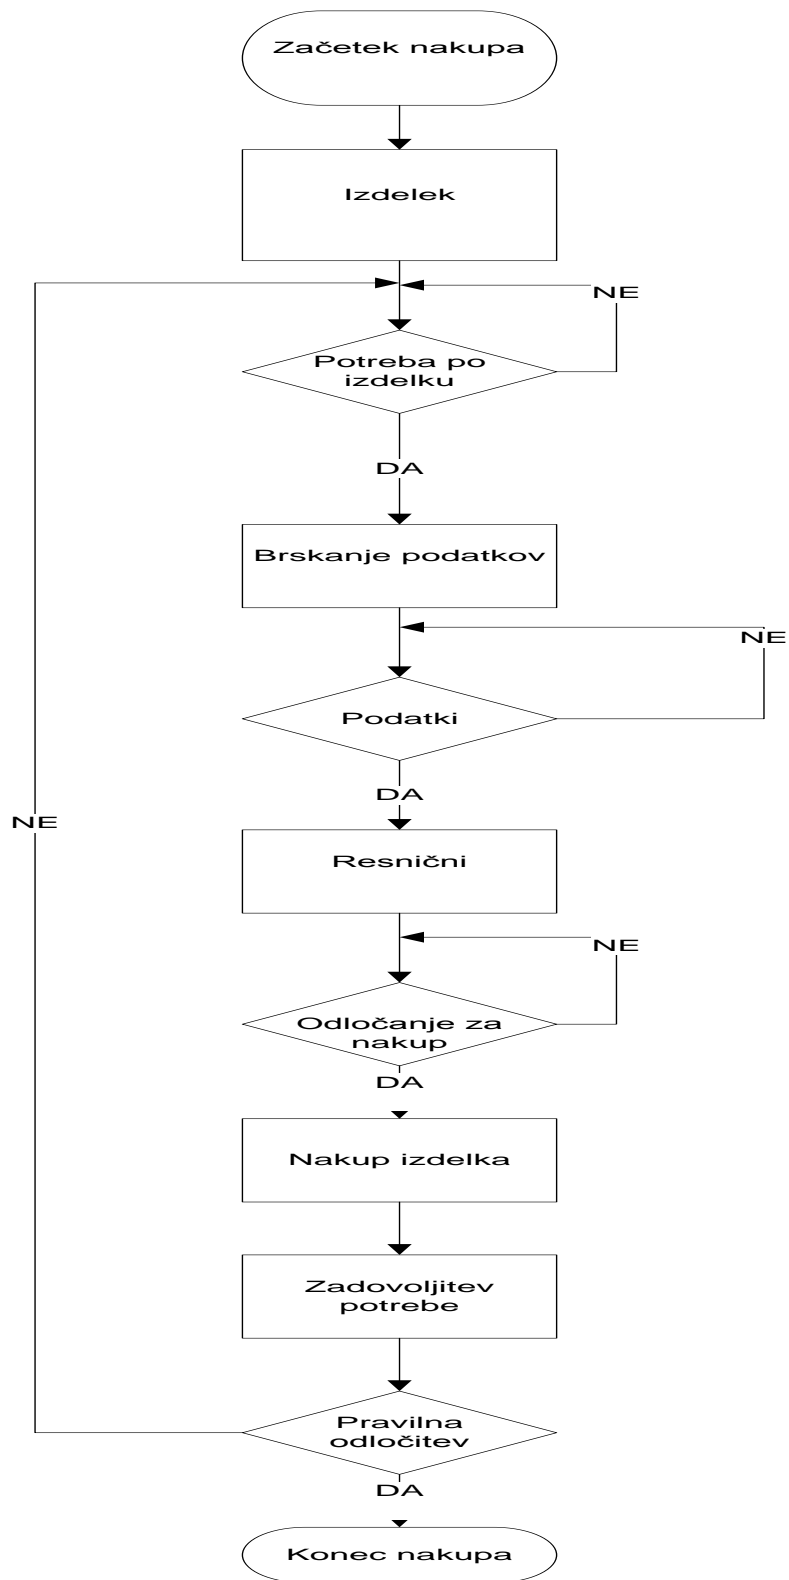 Začetek nakupa
Izdelek
NE
Potreba po
izdelku
DA
Brskanje podatkov
NE
Podatki
DA
NE
Resnični
NE
Odločanje za
nakup
DA
Nakup izdelka
Zadovoljitev
potrebe
Pravilna
odločitev
DA
Konec nakupa